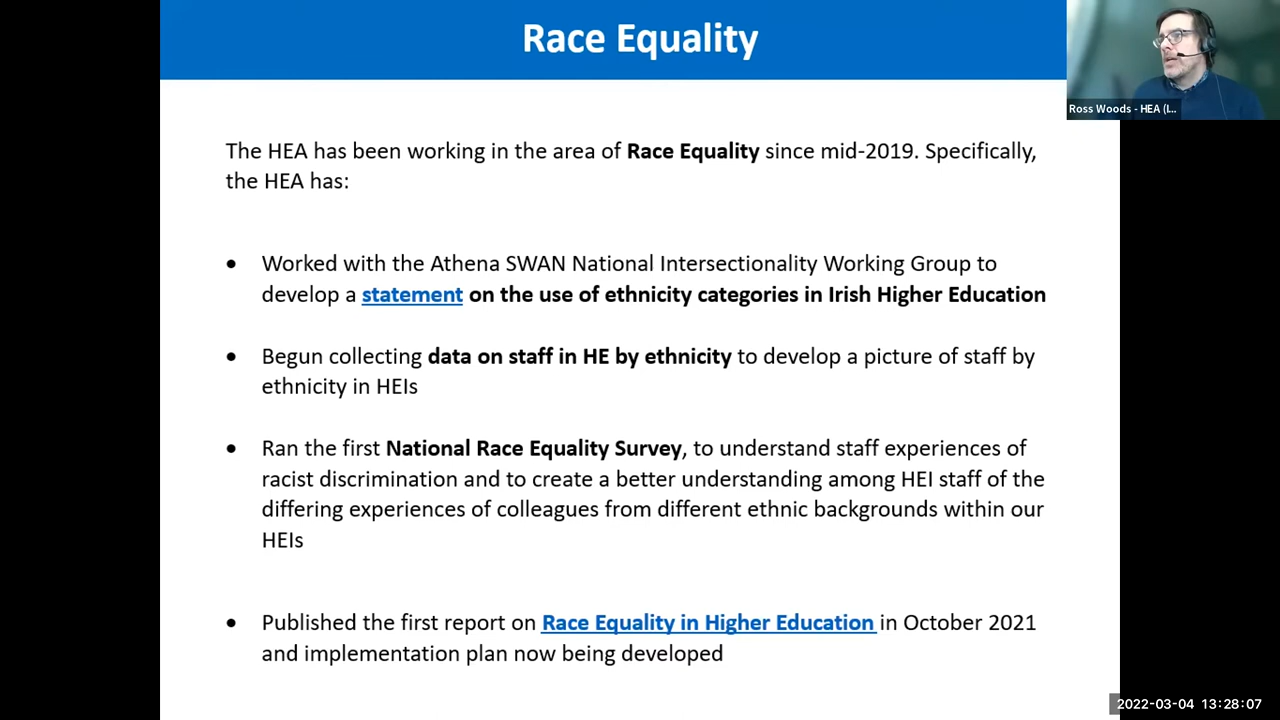 Race Equality
Ross Woods - HEA (I...
The HEA has been working in the area of Race Equality since mid-2019. Specifically,
the HEA has:
• Worked with the Athena SWAN National Intersectionality Working Group to
develop a statement on the use of ethnicity categories in Irish Higher Education
• Begun collecting data on staff in HE by ethnicity to develop a picture of staff by
ethnicity in HEIs
• Ran the first National Race Equality Survey, to understand staff experiences of
racist discrimination and to create a better understanding among HEI staff of the
differing experiences of colleagues from different ethnic backgrounds within our
HEIs
• Published the first report on Race Equality in Higher Education in October 2021
and implementation plan now being developed
2022-03-04 13:28:07